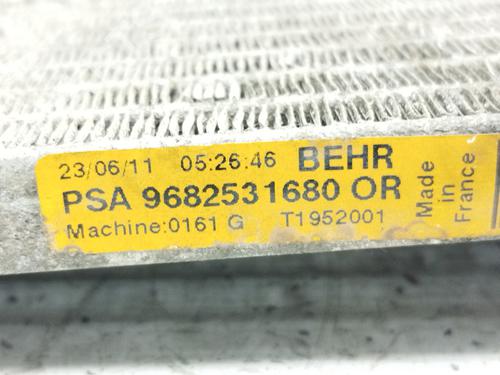 23/06/11 05:26:46 BEHR
PSA 9682531680 OR
Machine:0161 G T1952001
Made
in
France